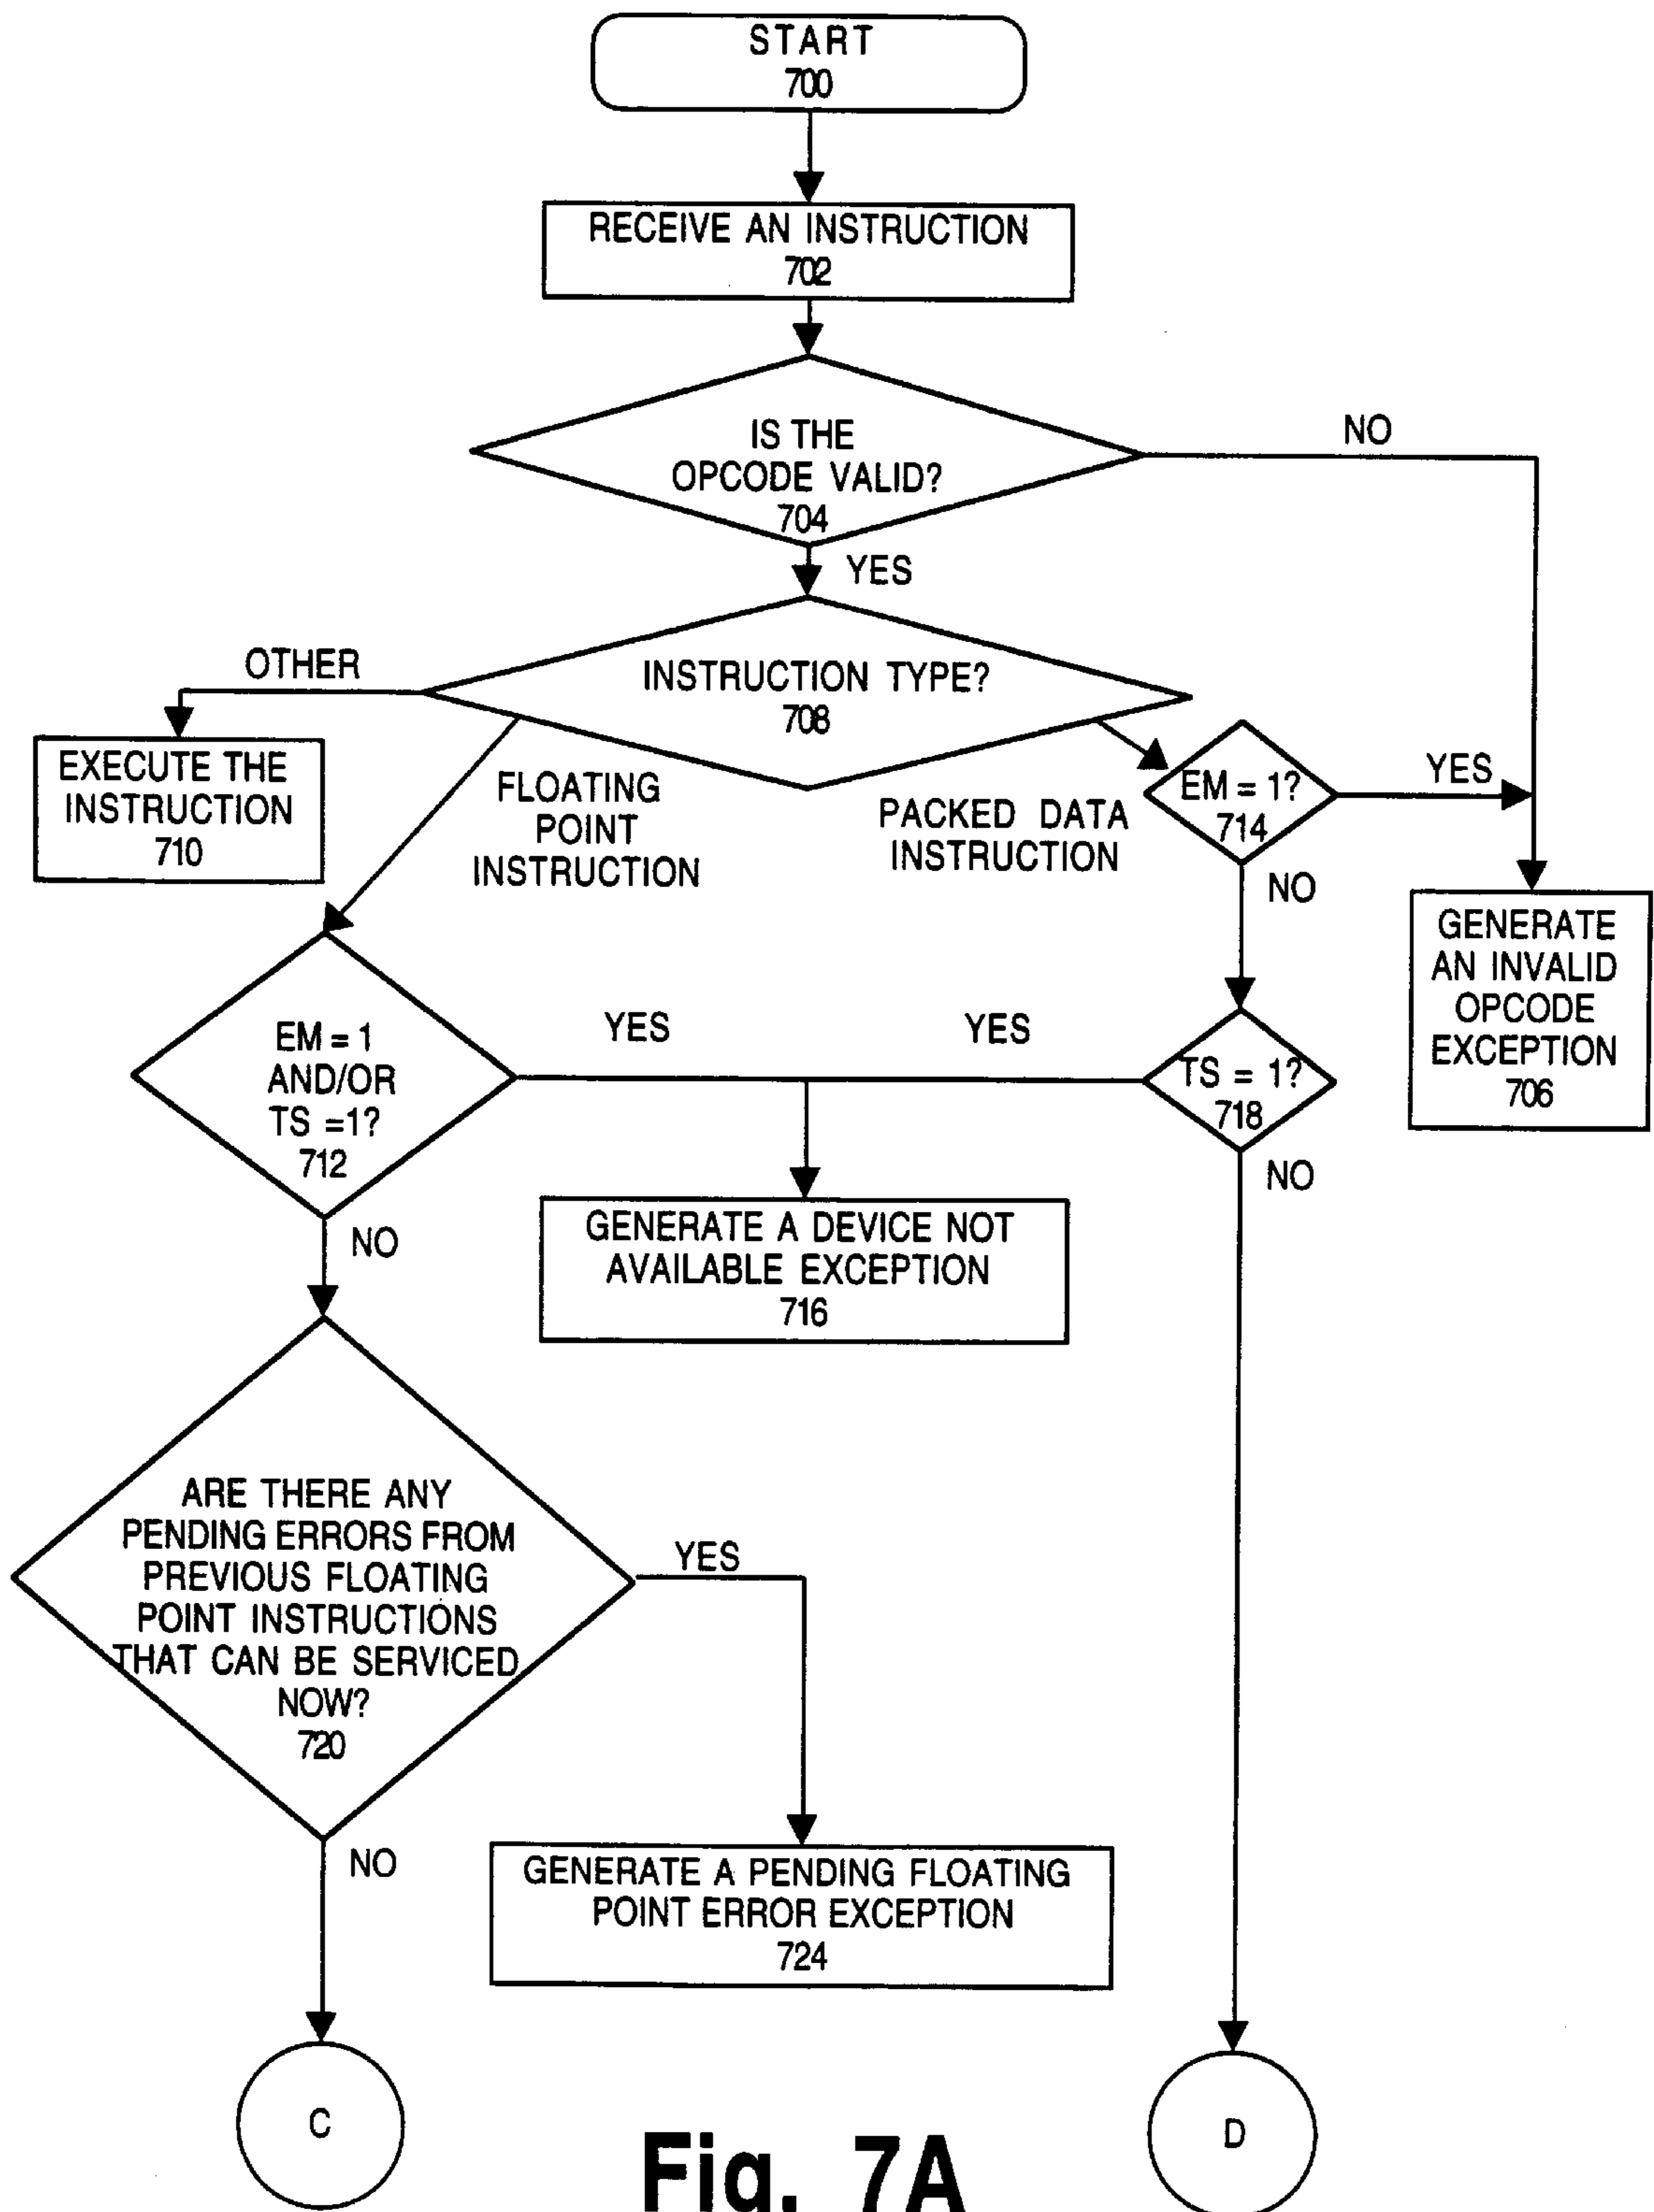 START
700
RECEIVE AN INSTRUCTION
702
IS THE
OPCODE VALID?
704
NO
YES
OTHER
INSTRUCTION TYPE?
708
EXECUTE THE
INSTRUCTION
710
FLOATING
POINT
INSTRUCTION
PACKED DATA
INSTRUCTION
EM = 1?
714
YES
NO
GENERATE
AN INVALID
OPCODE
EXCEPTION
706
EM = 1
AND/OR
TS =1?
712
YES
YES
TS = 1?
718
NO
NO
GENERATE A DEVICE NOT
AVAILABLE EXCEPTION
716
ARE THERE ANY
PENDING ERRORS FROM
PREVIOUS FLOATING
POINT INSTRUCTIONS
THAT CAN BE SERVICED
NOW?
720
YES
NO
GENERATE A PENDING FLOATING
POINT ERROR EXCEPTION
724
C
D
Fig. 7A